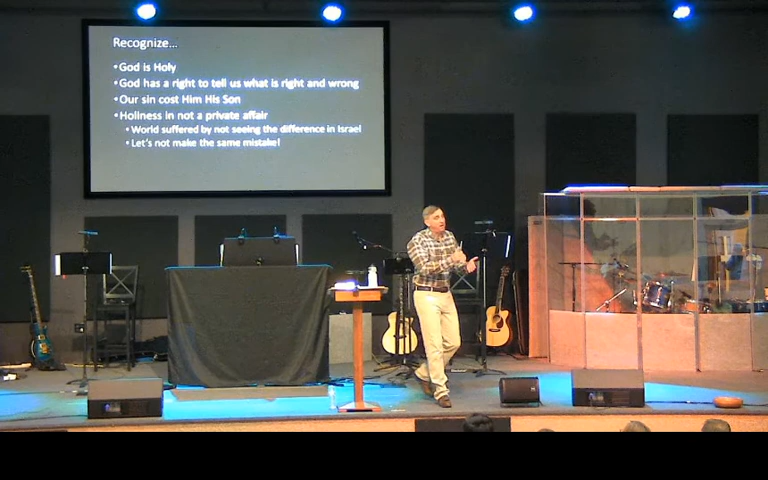 Recognize...
•God is Holy
•God has a right to tell us what is right and wrong
•Our sin cost Him His Son
•Holiness in not a private affair
•World suffered by not seeing the difference in Israel
•Let's not make the same mistake!